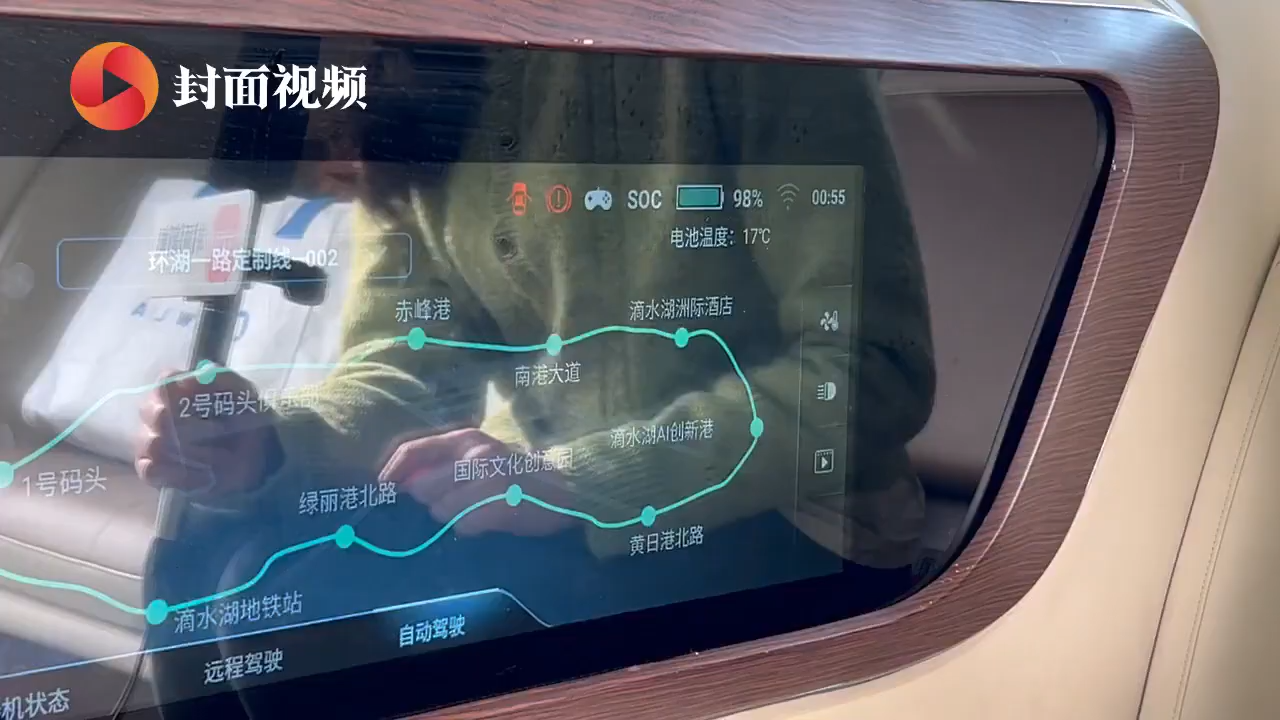 封面视频
SOC 98% 00:55
电池温度：17℃
环湖一路定制线-002
赤峰港
滴水湖洲际酒店
南港大道
2号码头俱乐部
滴水湖AI创新港
国际文化创意园
1号码头
绿丽港北路
黄日港北路
滴水湖地铁站
自动驾驶
远程驾驶
机状态